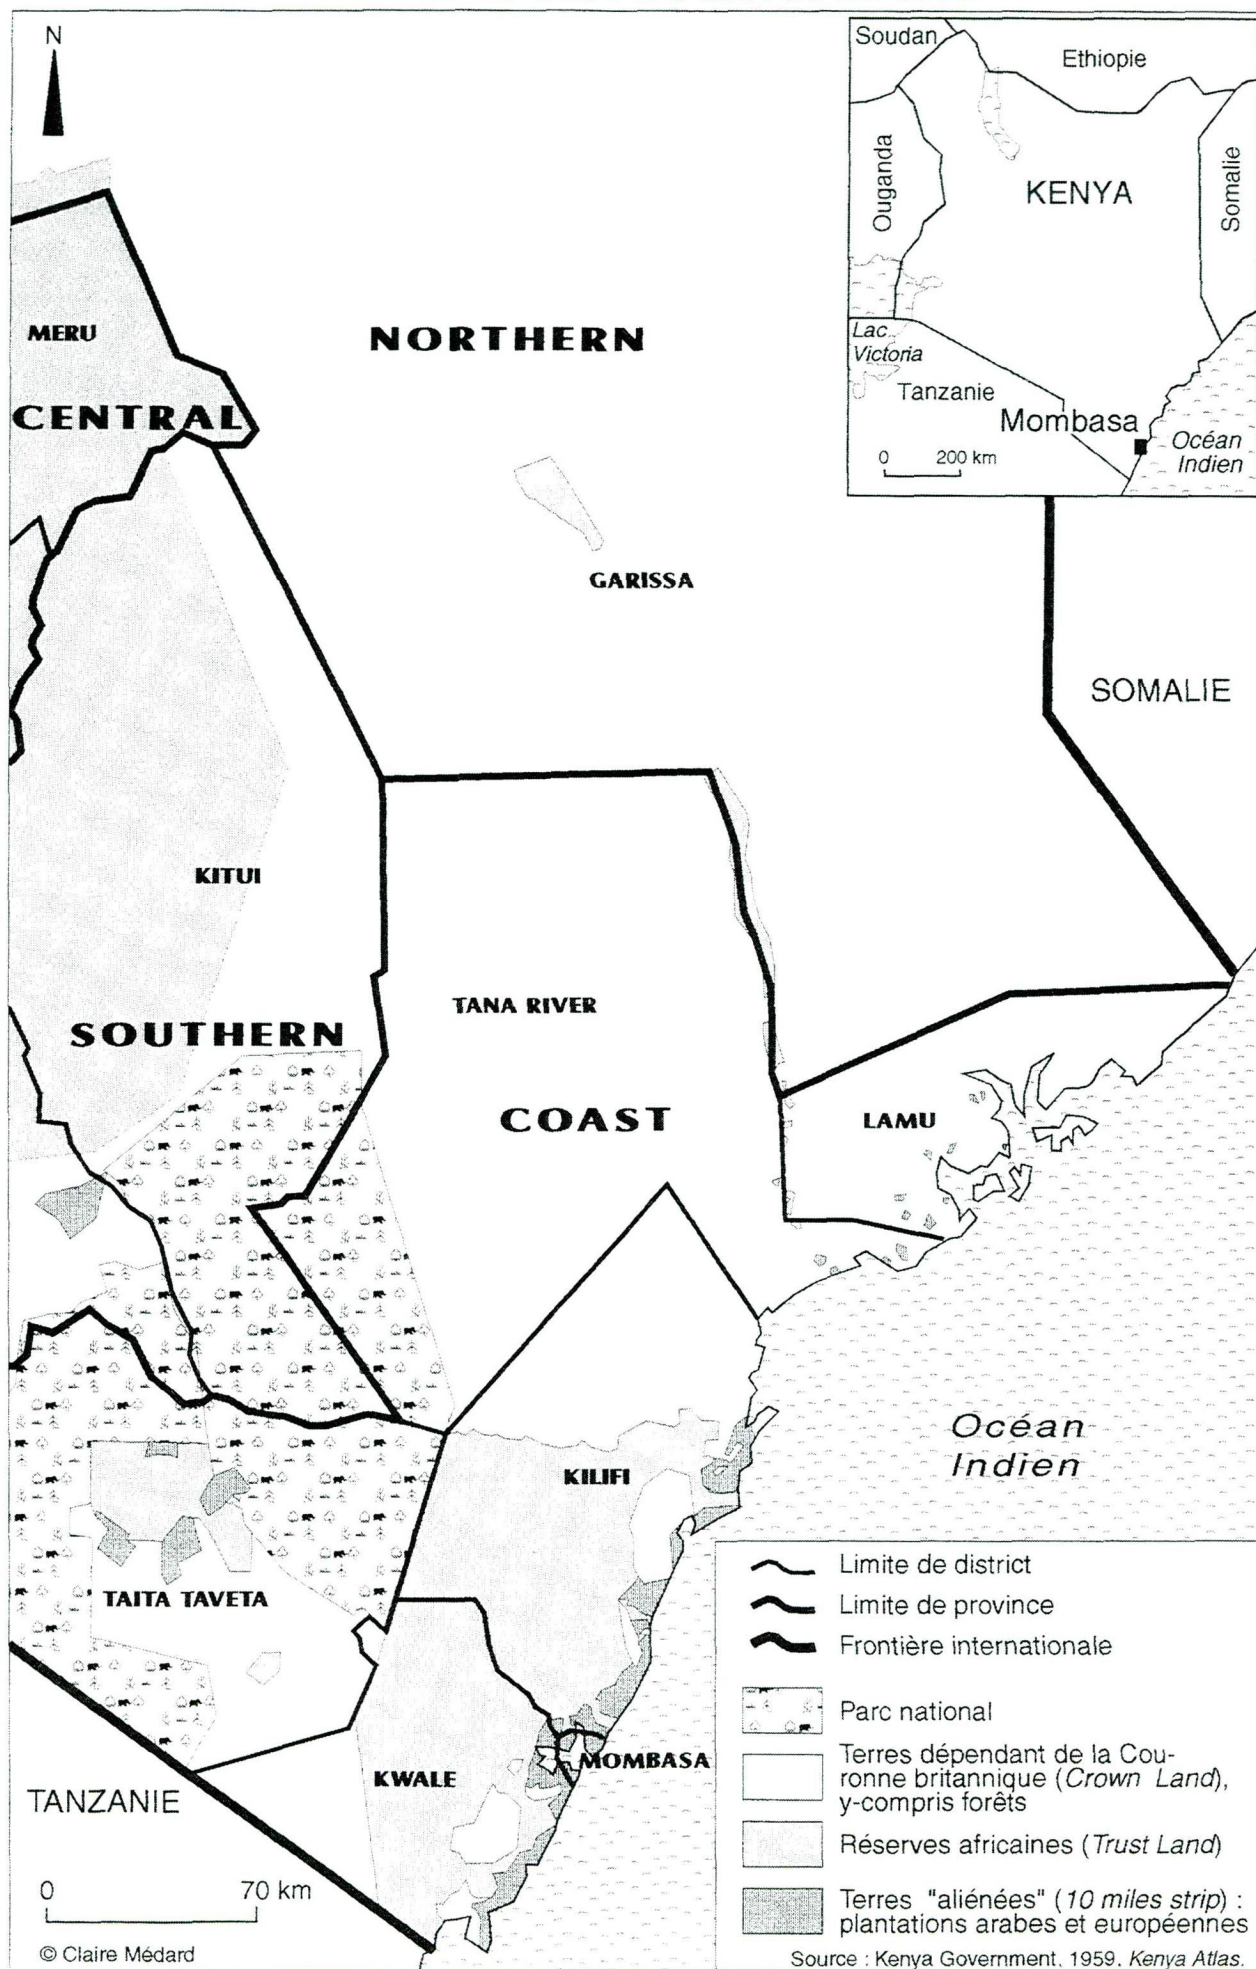 N
Soudan
Ethiopie
Ouganda
KENYA
Somalie
Lac
Victoria
Tanzanie
Mombasa
Océan
Indien
0 200 km
MERU
NORTHERN
CENTRAL
GARISSA
SOMALIE
KITUI
TANA RIVER
SOUTHERN
COAST
LAMU
Océan
Indien
KILIFI
TAITA TAVETA
MOMBASA
KWALE
TANZANIE
0 70 km
© Claire Médard
Limite de district
Limite de province
Frontière internationale
Parc national
Terres dépendant de la Cou-
ronne britannique (Crown Land),
y-compris forêts
Réserves africaines (Trust Land)
Terres "aliénées" (10 miles strip) :
plantations arabes et européennes
Source : Kenya Government, 1959, Kenya Atlas.